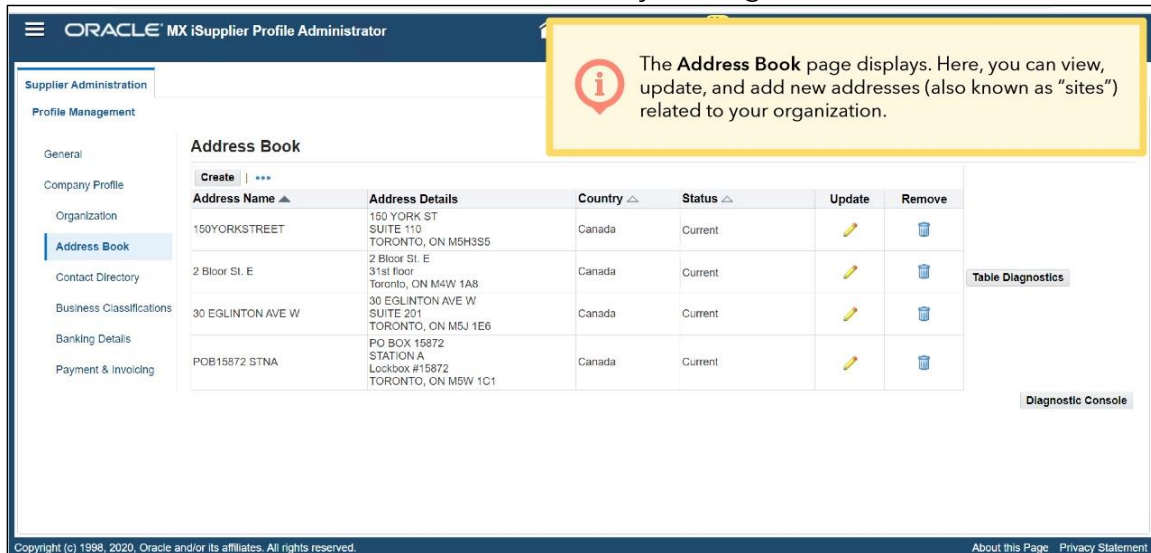 ORACLE MX iSupplier Profile Administrator
The Address Book page displays. Here, you can view,
update, and add new addresses (also known as “sites”)
related to your organization.
Supplier Administration
Profile Management
General
Company Profile
Organization
Address Book
Contact Directory
Business Classifications
Banking Details
Payment & Invoicing
Address Book
Create | •••
Address Name Address Details Country Status Update Remove
150YORKSTREET
150 YORK ST
SUITE 110
TORONTO, ON M5H3S5
Canada
Current
2 Bloor St. E
2 Bloor St. E
31st floor
Toronto, ON M4W 1A8
Canada
Current
30 EGLINTON AVE W
30 EGLINTON AVE W
SUITE 201
TORONTO, ON M5J 1E6
Canada
Current
POB15872 STNA
PO BOX 15872
STATION A
Lockbox #15872
TORONTO, ON M5W 1C1
Canada
Current
Table Diagnostics
Diagnostic Console
Copyright (c) 1998, 2020, Oracle and/or its affiliates. All rights reserved.
About this Page Privacy Statement